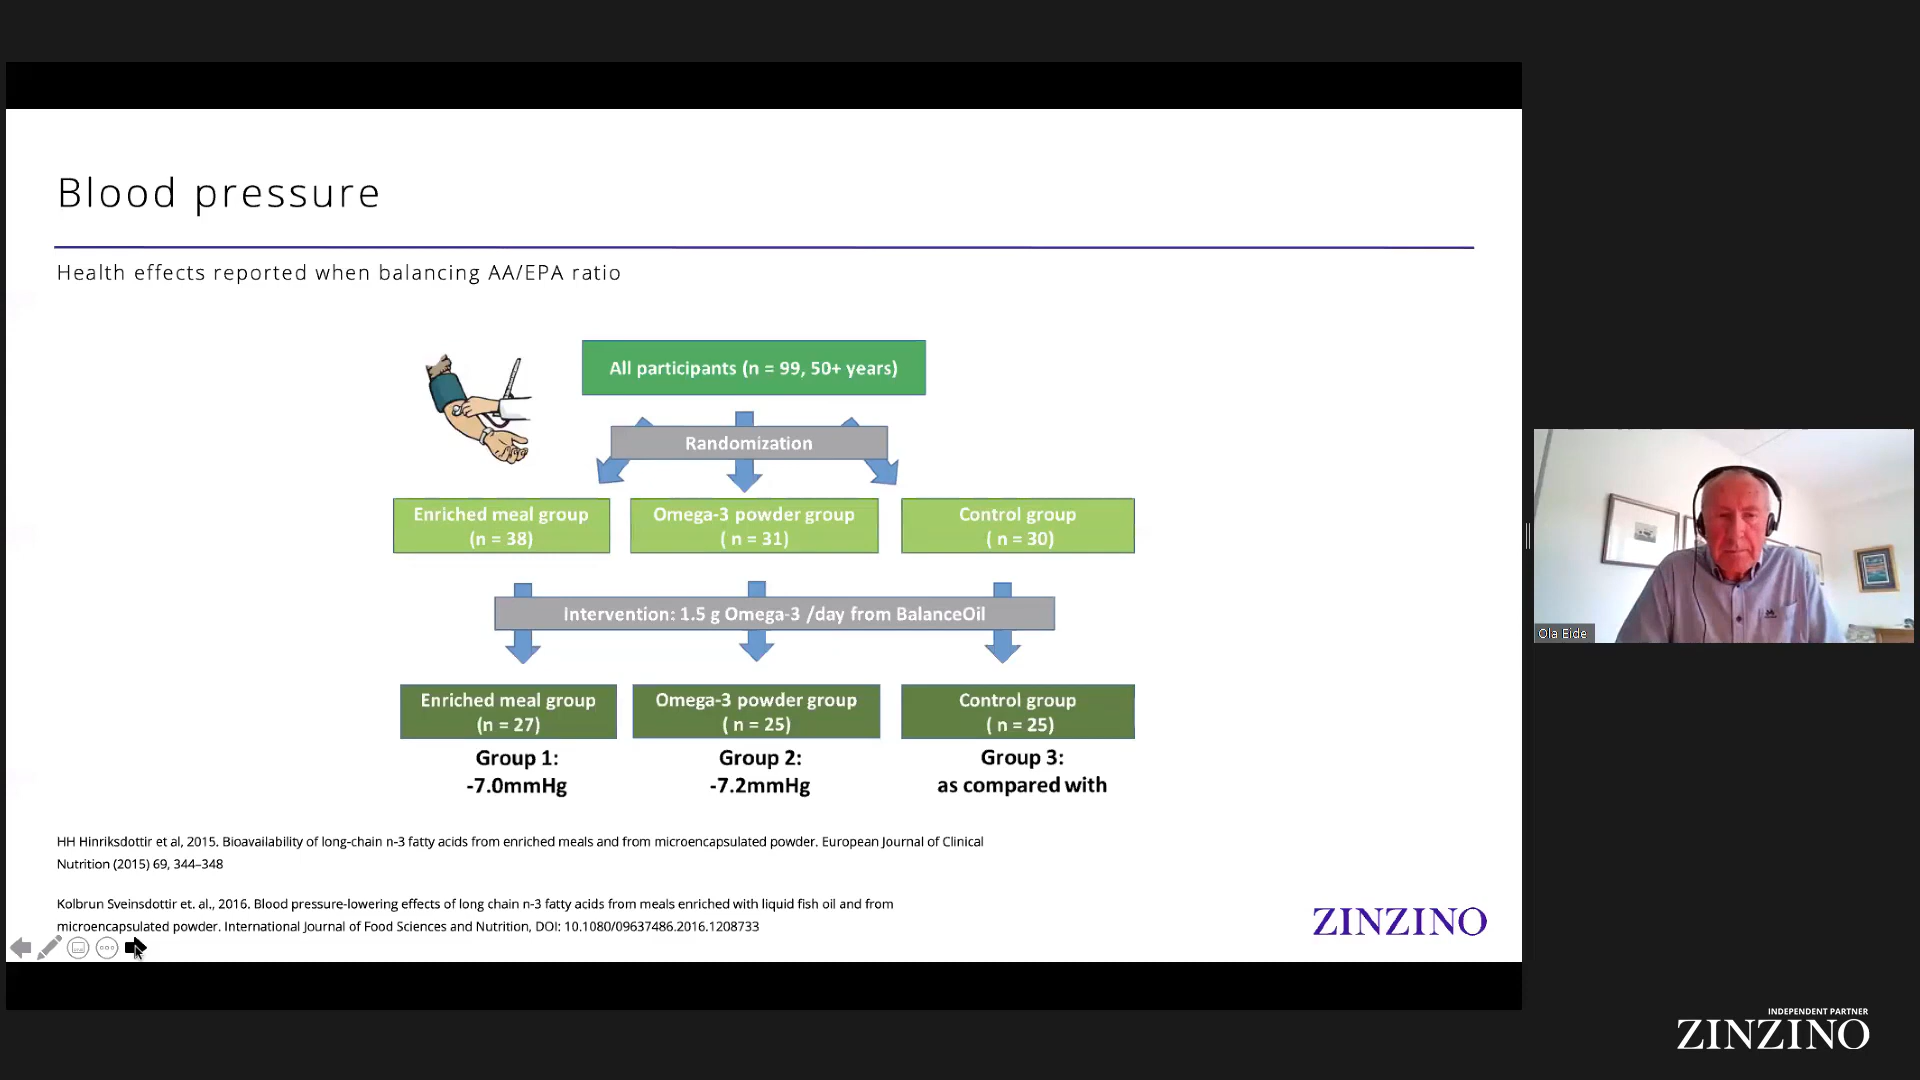 Blood pressure
Health effects reported when balancing AA/EPA ratio
All participants (n = 99, 50+ years)
Randomization
Enriched meal group
(n = 38)
Omega-3 powder group
( n = 31)
Control group
( n = 30)
Intervention: 1.5 g Omega-3 /day from BalanceOil
Enriched meal group
(n = 27)
Omega-3 powder group
( n = 25)
Control group
( n = 25)
Group 1:
-7.0mmHg
Group 2:
-7.2mmHg
Group 3:
as compared with
HH Hinriksdottir et al, 2015. Bioavailability of long-chain n-3 fatty acids from enriched meals and from microencapsulated powder. European Journal of Clinical
Nutrition (2015) 69, 344–348
Kolbrun Sveinsdottir et. al., 2016. Blood pressure-lowering effects of long chain n-3 fatty acids from meals enriched with liquid fish oil and from
microencapsulated powder. International Journal of Food Sciences and Nutrition, DOI: 10.1080/09637486.2016.1208733
ZINZINO
Ola Eide
INDEPENDENT PARTNER
ZINZINO